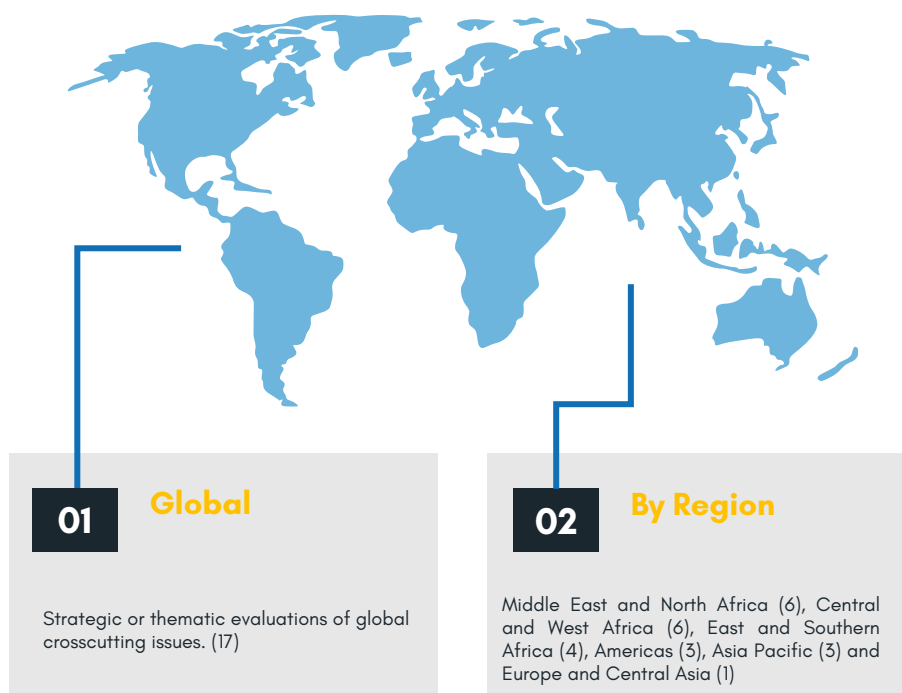 01
Global
Strategic or thematic evaluations of global
crosscutting issues. (17)
02
By Region
Middle East and North Africa (6), Central
and West Africa (6), East and Southern
Africa (4), Americas (3), Asia Pacific (3) and
Europe and Central Asia (1)